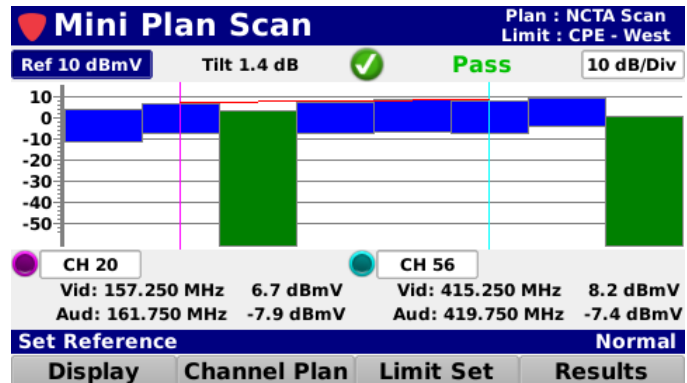 Mini Plan Scan
Plan : NCTA Scan
Limit : CPE - West
Ref 10 dBmV Tilt 1.4 dB Pass 10 dB/Div
10
0
-10
-20
-30
-40
-50
CH 20 CH 56
Vid: 157.250 MHz 6.7 dBmV Vid: 415.250 MHz 8.2 dBmV
Aud: 161.750 MHz -7.9 dBmV Aud: 419.750 MHz -7.4 dBmV
Set Reference Normal
Display Channel Plan Limit Set Results